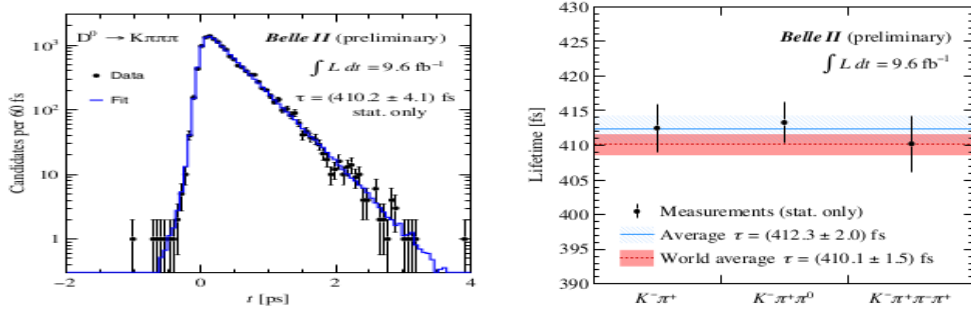 D⁰ → Kπππ
Belle II (preliminary)
∫ L dt = 9.6 fb⁻¹
Data
Fit
τ = (410.2 ± 4.1) fs
stat. only
Candidates per 60 fs
10³
10²
10
1
−2 0 2 4
t [ps]
Belle II (preliminary)
∫ L dt = 9.6 fb⁻¹
Lifetime [fs]
430
425
420
415
410
405
400
395
390
Measurements (stat. only)
Average τ = (412.3 ± 2.0) fs
World average τ = (410.1 ± 1.5) fs
K⁻π⁺ K⁻π⁺π⁰ K⁻π⁺π⁻π⁺